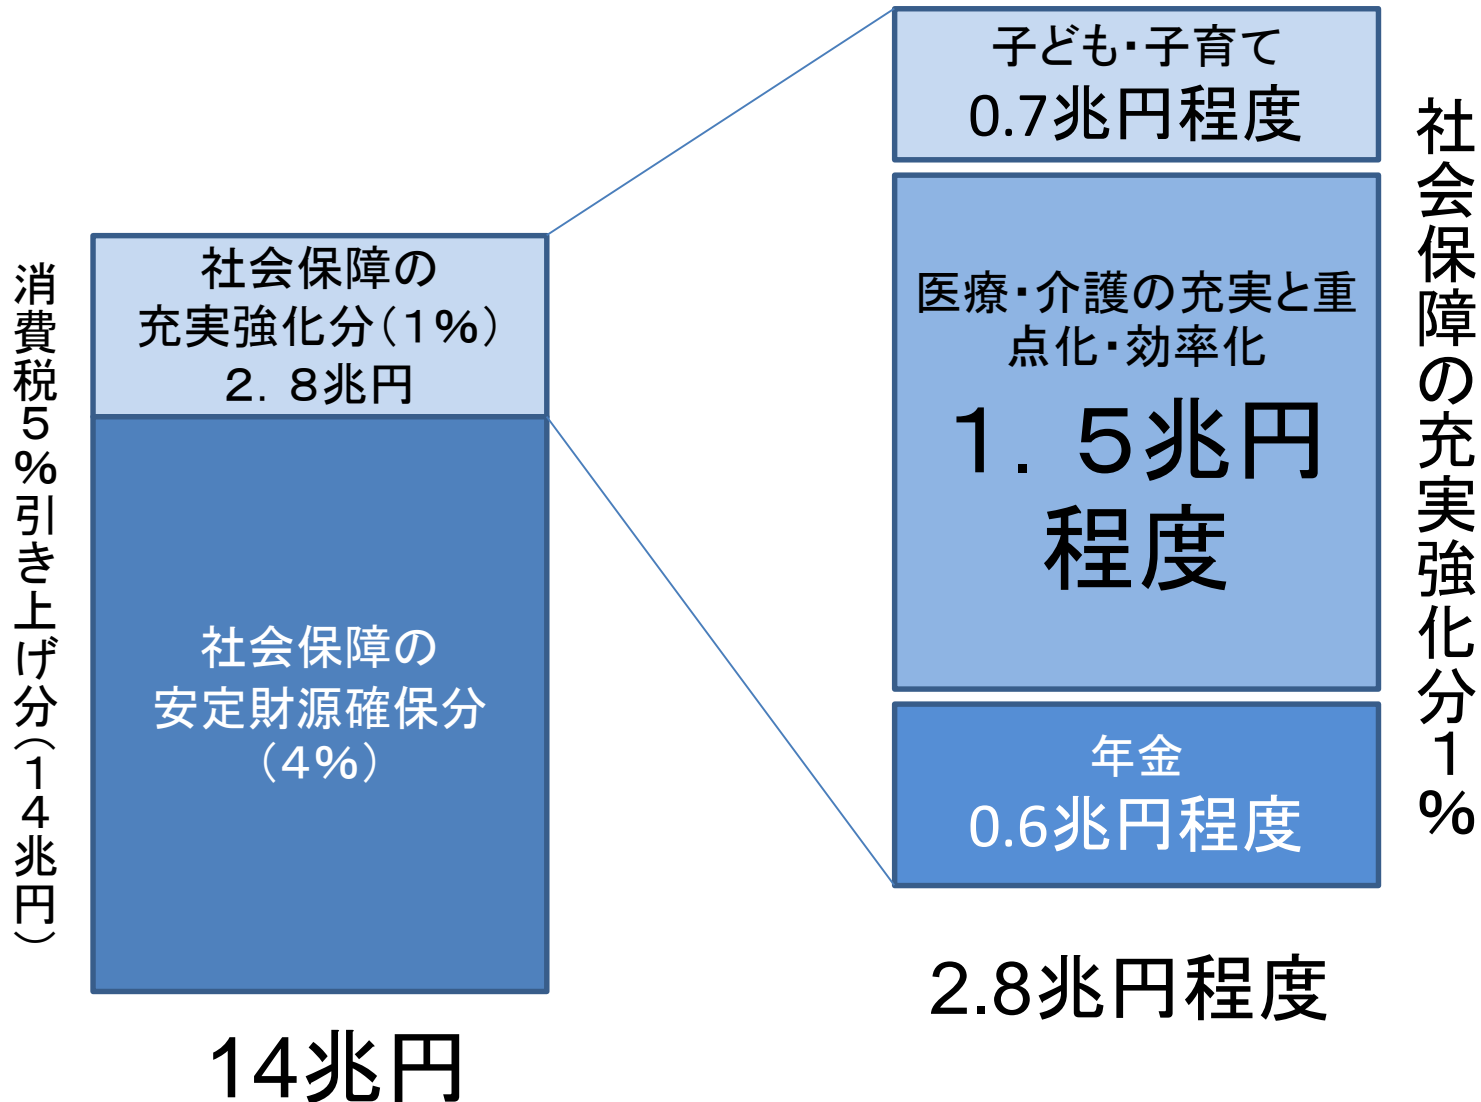 消費税５％引き上げ分（１４兆円）
社会保障の
充実強化分（１％）
２．８兆円
社会保障の
安定財源確保分
（４％）
14兆円
子ども・子育て
0.7兆円程度
医療・介護の充実と重
点化・効率化
１．５兆円
程度
年金
0.6兆円程度
2.8兆円程度
社会保障の充実強化分１％